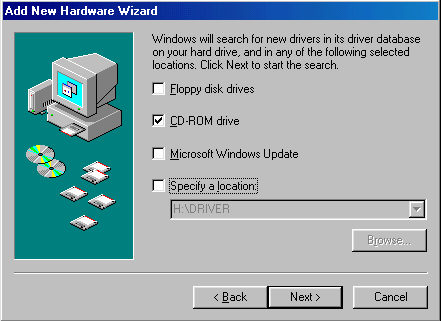 Add New Hardware Wizard
Windows will search for new drivers in its driver database
on your hard drive, and in any of the following selected
locations. Click Next to start the search.
Floppy disk drives
CD-ROM drive
Microsoft Windows Update
Specify a location:
H:\DRIVER
Browse...
< Back
Next >
Cancel